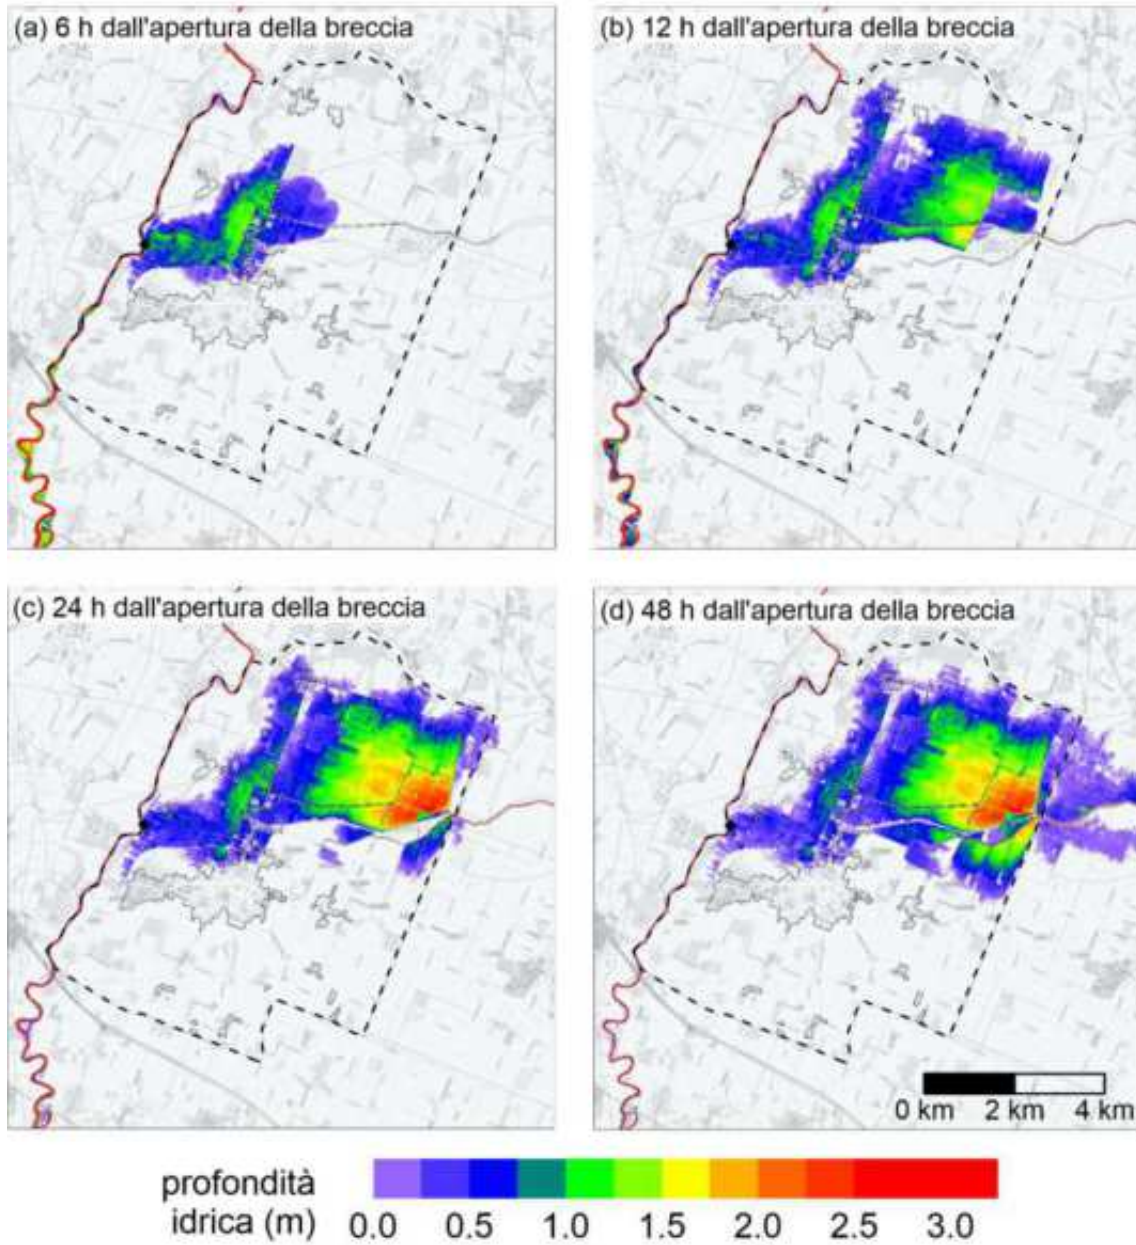 (a) 6 h dall'apertura della breccia
(b) 12 h dall'apertura della breccia
(c) 24 h dall'apertura della breccia
(d) 48 h dall'apertura della breccia
0 km 2 km 4 km
profondità
idrica (m) 0.0 0.5 1.0 1.5 2.0 2.5 3.0